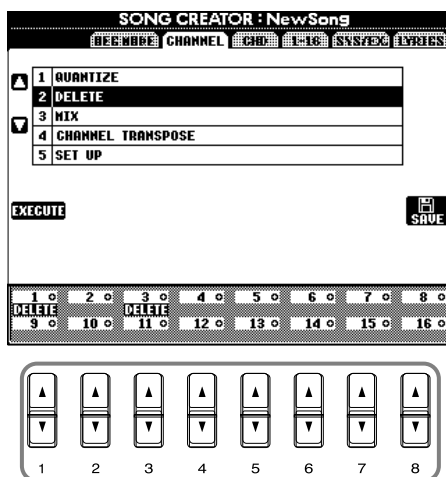 SONG CREATOR : NewSong
REC MODE CHANNEL CHD 1-16 SYS/EX. LYRICS
1 QUANTIZE
2 DELETE
3 MIX
4 CHANNEL TRANSPOSE
5 SET UP
EXECUTE
SAVE
1 2 3 4 5 6 7 8
DELETE DELETE
9 10 11 12 13 14 15 16
1 2 3 4 5 6 7 8